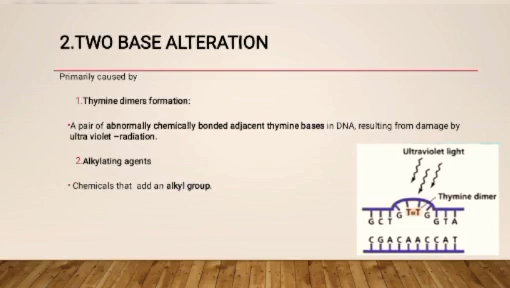 2.TWO BASE ALTERATION
Primarily caused by
1.Thymine dimers formation:
•A pair of abnormally chemically bonded adjacent thymine bases in DNA, resulting from damage by
ultra violet –radiation.
2.Alkylating agents
• Chemicals that add an alkyl group.
Ultraviolet light
Thymine dimer
G C T G T=T G G T A
C G A C A A C C A T